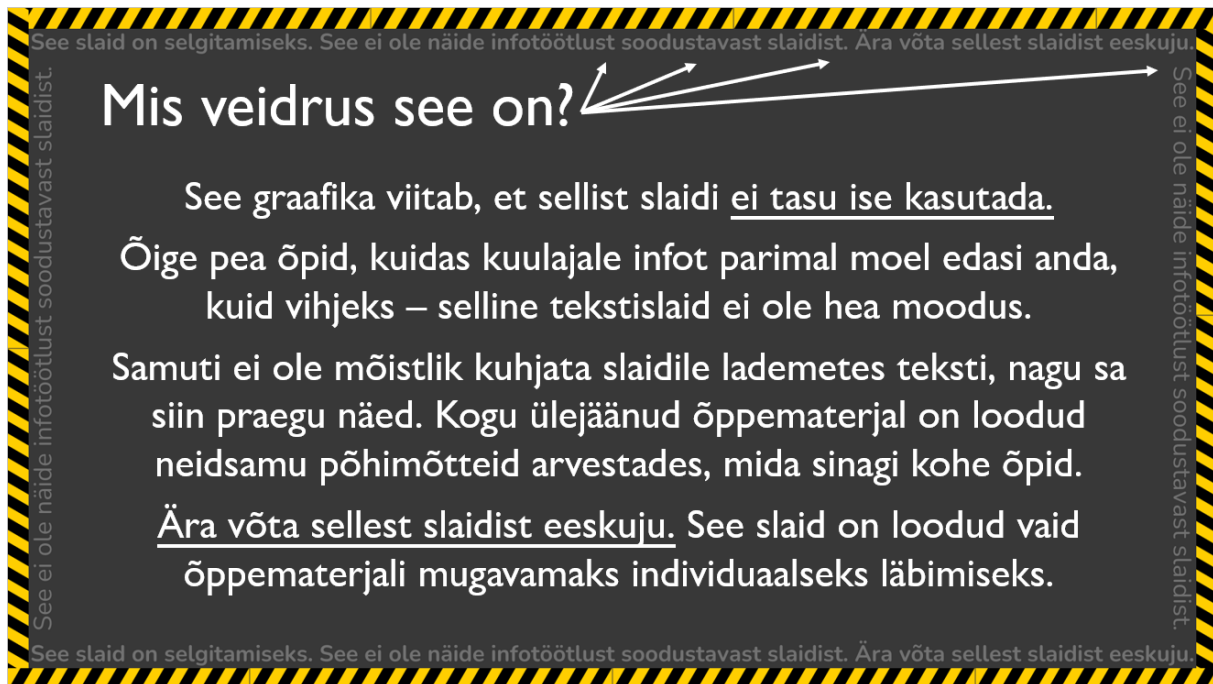 See slaid on selgitamiseks. See ei ole näide infotöötlust soodustavast slaidist. Ära võta sellest slaidist eeskuju.
Mis veidrus see on?
See graafika viitab, et sellist slaidi ei tasu ise kasutada.
Õige pea õpid, kuidas kuulajale infot parimal moel edasi anda,
kuid vihjeks – selline tekstislaid ei ole hea moodus.
Samuti ei ole mõistlik kuhjata slaidile lademetes teksti, nagu sa
siin praegu näed. Kogu ülejäänud õppematerjal on loodud
neidsamu põhimõtteid arvestades, mida sinagi kohe õpid.
Ära võta sellest slaidist eeskuju. See slaid on loodud vaid
õppematerjali mugavamaks individuaalseks läbimiseks.
See ei ole näide infotöötlust soodustavast slaidist.
See ei ole näide infotöötlust soodustavast slaidist.
See slaid on selgitamiseks. See ei ole näide infotöötlust soodustavast slaidist. Ära võta sellest slaidist eeskuju.